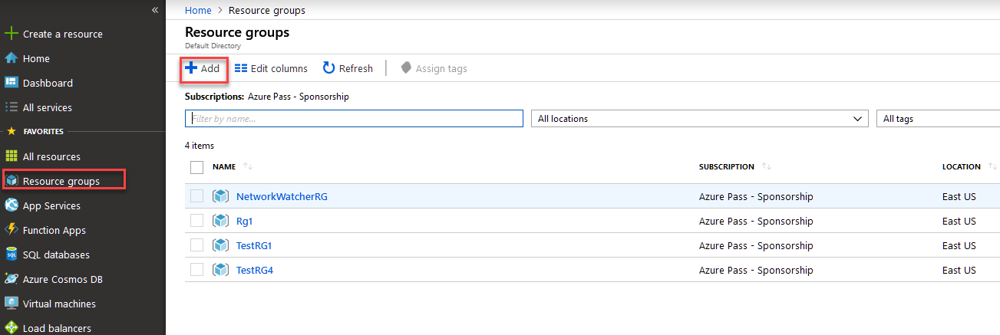 «
Create a resource
Home
Dashboard
All services
FAVORITES
All resources
Resource groups
App Services
Function Apps
SQL databases
Azure Cosmos DB
Virtual machines
Load balancers
Home > Resource groups
Resource groups
Default Directory
Add Edit columns Refresh Assign tags
Subscriptions: Azure Pass - Sponsorship
Filter by name... All locations All tags
4 items
NAME SUBSCRIPTION LOCATION
NetworkWatcherRG Azure Pass - Sponsorship East US
Rg1 Azure Pass - Sponsorship East US
TestRG1 Azure Pass - Sponsorship East US
TestRG4 Azure Pass - Sponsorship East US